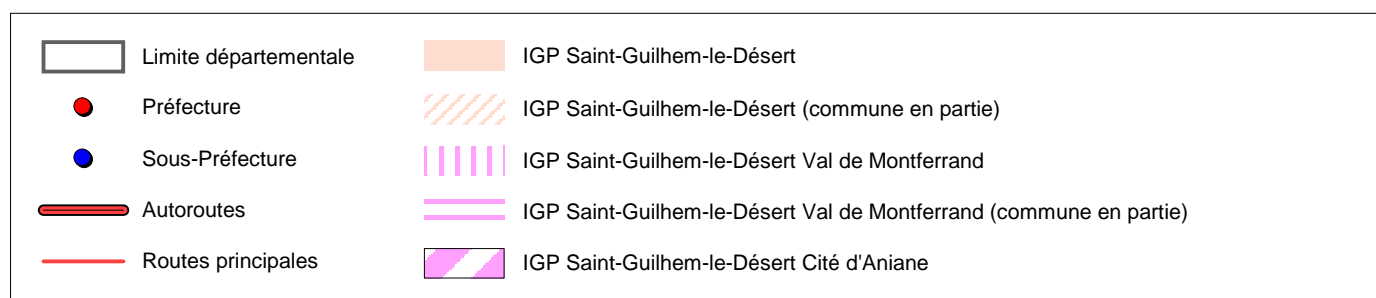 Limite départementale
Préfecture
Sous-Préfecture
Autoroutes
Routes principales
IGP Saint-Guilhem-le-Désert
IGP Saint-Guilhem-le-Désert (commune en partie)
IGP Saint-Guilhem-le-Désert Val de Montferrand
IGP Saint-Guilhem-le-Désert Val de Montferrand (commune en partie)
IGP Saint-Guilhem-le-Désert Cité d'Aniane